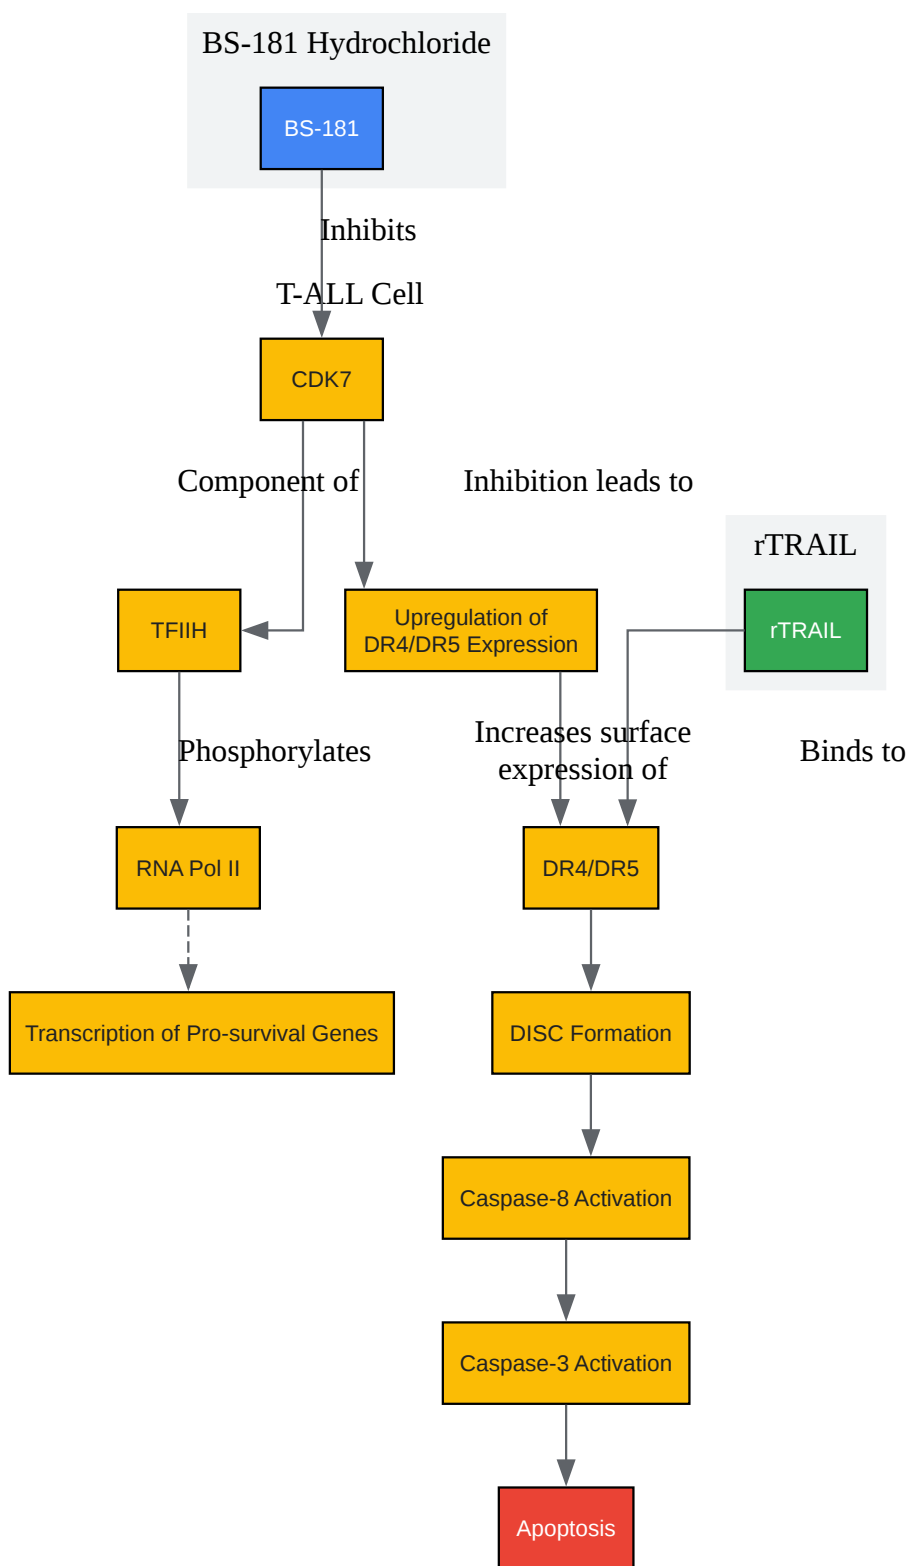 BS-181 Hydrochloride
BS-181
Inhibits
T-ALL Cell
CDK7
Component of
Inhibition leads to
rTRAIL
TFIIH
Upregulation of
DR4/DR5 Expression
rTRAIL
Phosphorylates
Increases surface
expression of
Binds to
RNA Pol II
DR4/DR5
Transcription of Pro-survival Genes
DISC Formation
Caspase-8 Activation
Caspase-3 Activation
Apoptosis